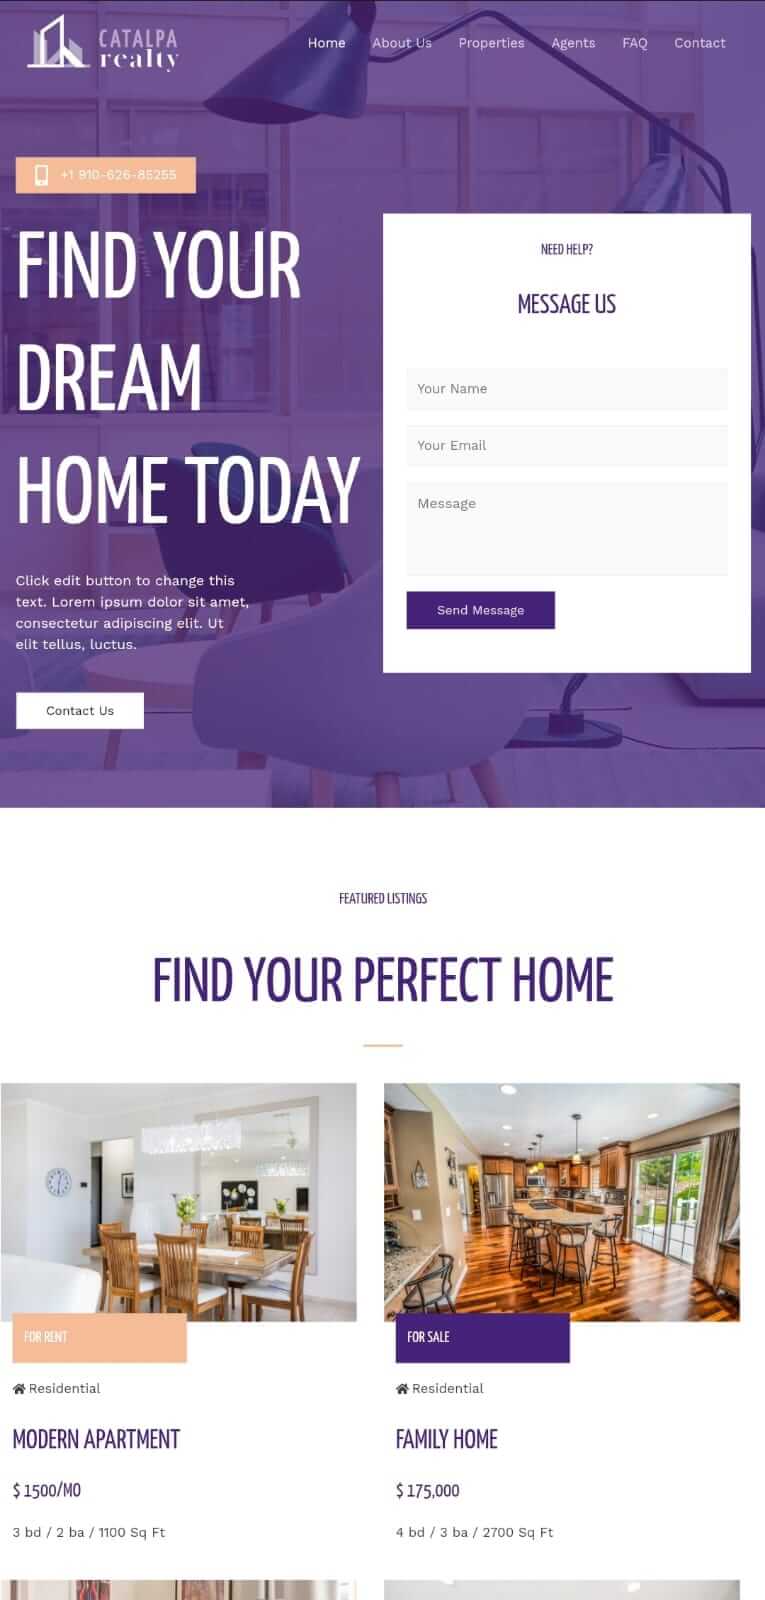 CATALPA
realty
Home About Us Properties Agents FAQ Contact
+1 910-626-85255
FIND YOUR
DREAM
HOME TODAY
Click edit button to change this
text. Lorem ipsum dolor sit amet,
consectetur adipiscing elit. Ut
elit tellus, luctus.
Contact Us
NEED HELP?
MESSAGE US
Your Name
Your Email
Message
Send Message
FEATURED LISTINGS
FIND YOUR PERFECT HOME
FOR RENT
Residential
MODERN APARTMENT
$ 1500/MO
3 bd / 2 ba / 1100 Sq Ft
FOR SALE
Residential
FAMILY HOME
$ 175,000
4 bd / 3 ba / 2700 Sq Ft